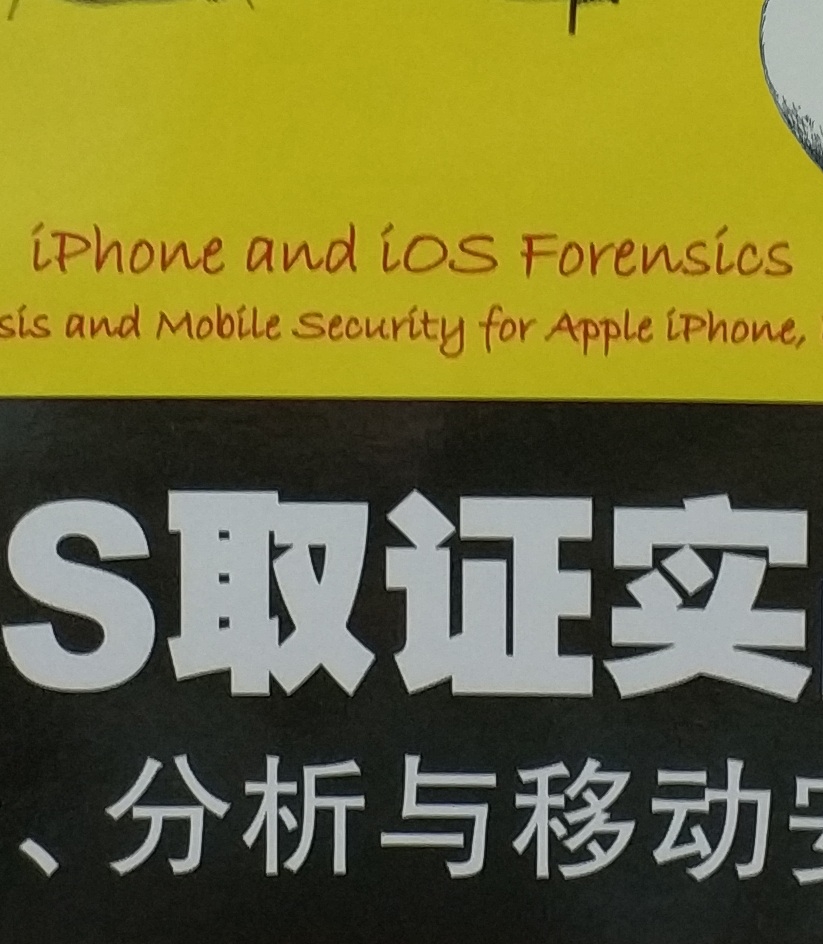 iPhone and iOS Forensics
sis and Mobile Security for Apple iPhone,
S取证实
、分析与移动